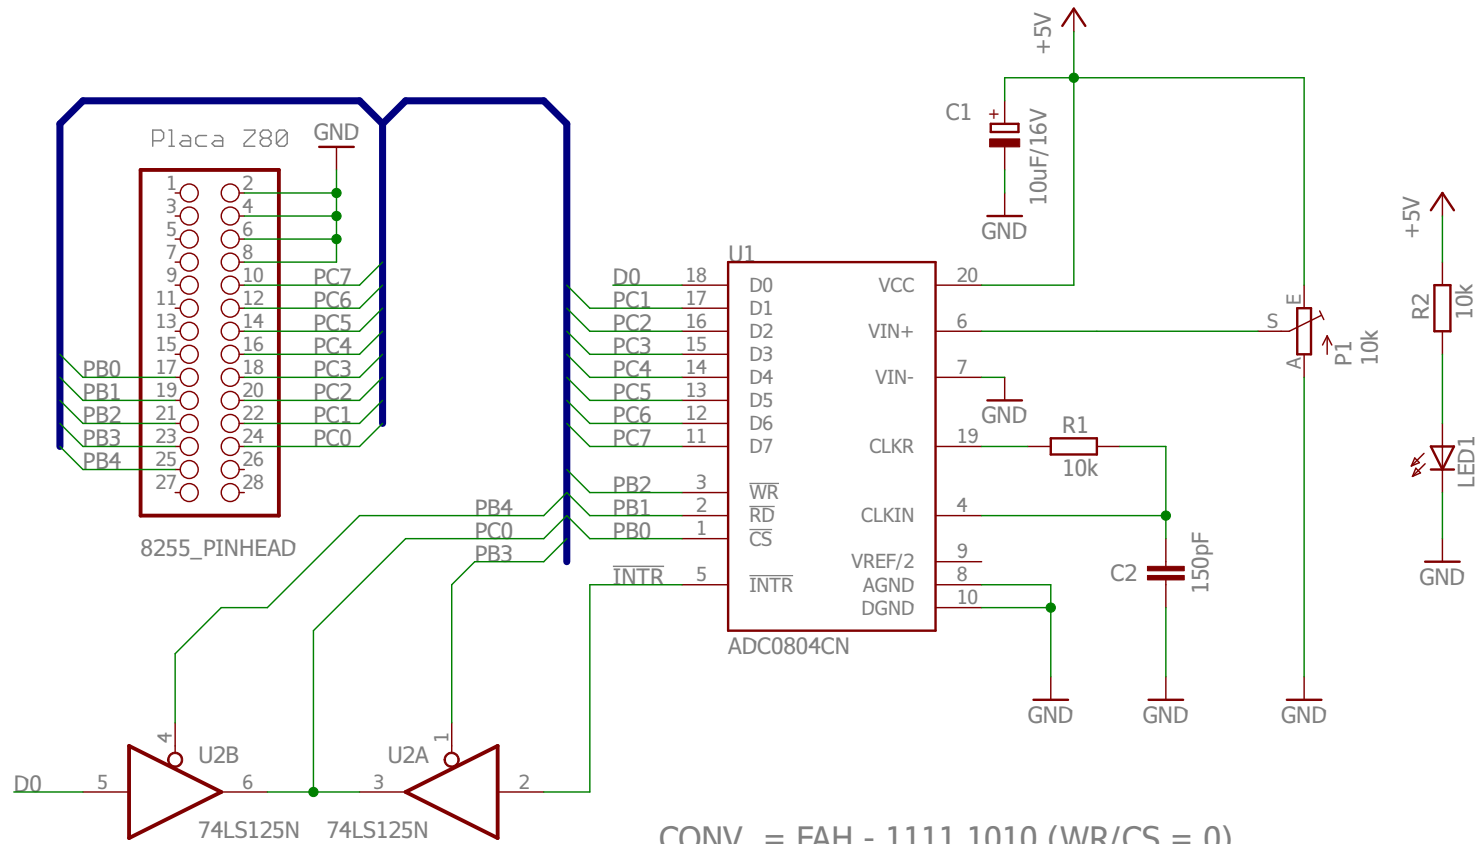 +5V
C1
+
10uF/16V
GND
Placa Z80
GND
1 2
3 4
5 6
7 8
9 10 PC7
11 12 PC6
13 14 PC5
15 16 PC4
PB0 17 18 PC3
PB1 19 20 PC2
PB2 21 22 PC1
PB3 23 24 PC0
PB4 25 26
27 28
8255_PINHEAD
U1
D0 18 D0 VCC 20
PC1 17 D1
PC2 16 D2 VIN+ 6
PC3 15 D3
PC4 14 D4 VIN- 7
PC5 13 D5
PC6 12 D6
PC7 11 D7 CLKR 19
PB2 3 WR
PB1 2 RD CLKIN 4
PB0 1 CS
VREF/2 9
INTR 5 INTR AGND 8
DGND 10
ADC0804CN
GND
R1
10k
C2
150pF
GND
GND
GND
E
S
A
P1
10k
+5V
R2
10k
LED1
GND
PB4
PC0
PB3
4
U2B
D0 5 6
74LS125N
1
U2A
3 2
74LS125N
CONV. = FAH - 1111 1010 (WR/CS = 0)